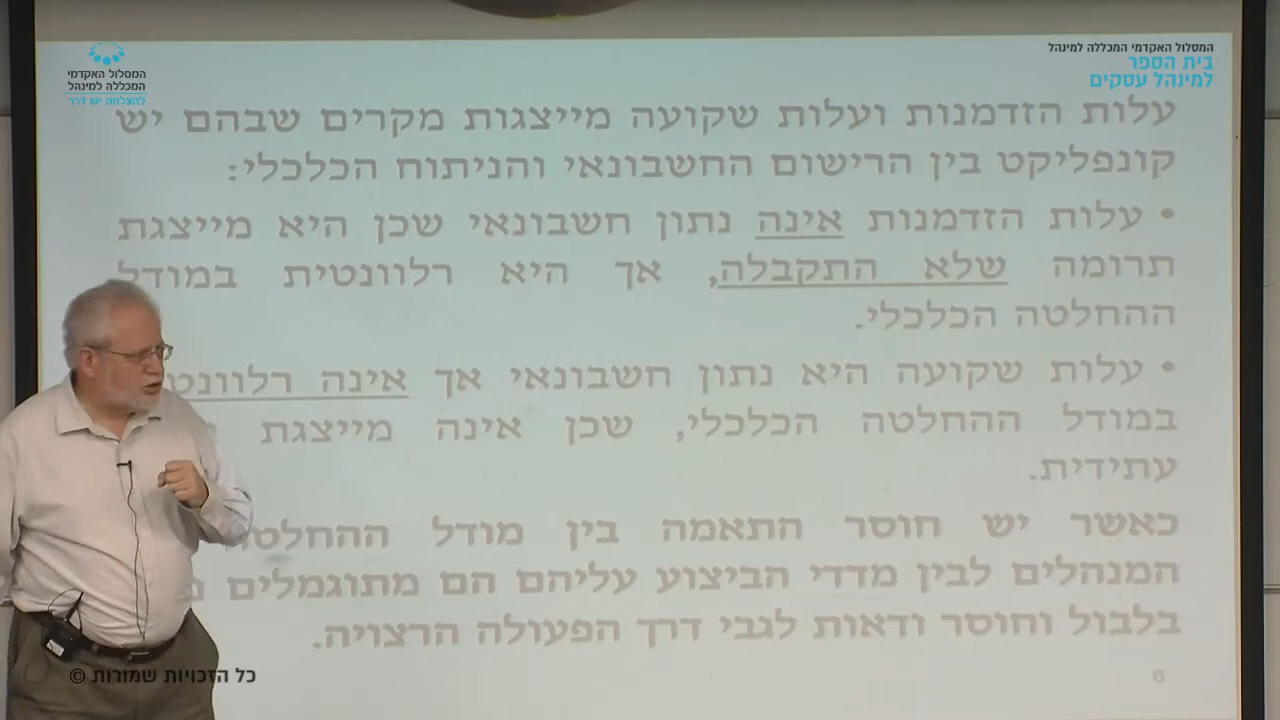 המסלול האקדמי המכללה למינהל
בית הספר
למינהל עסקים
המסלול האקדמי
המכללה למינהל
להצלחה יש דרך
עלות הזדמנות ועלות שקועה מייצגות מקרים שבהם יש
קונפליקט בין הרישום החשבונאי והניתוח הכלכלי:
• עלות הזדמנות אינה נתון חשבונאי שכן היא מייצגת
תרומה שלא התקבלה, אך היא רלוונטית במודל
ההחלטה הכלכלי.
• עלות שקועה היא נתון חשבונאי אך אינה
במודל ההחלטה הכלכלי, שכן אינה מייצגת
עתידית.
כאשר יש חוסר התאמה בין מודל
המנהלים לבין מדדי הביצוע עליהם הם מתוגמלים
בלבול וחוסר ודאות לגבי דרך הפעולה הרצויה.
6
כל הזכויות שמורות ©